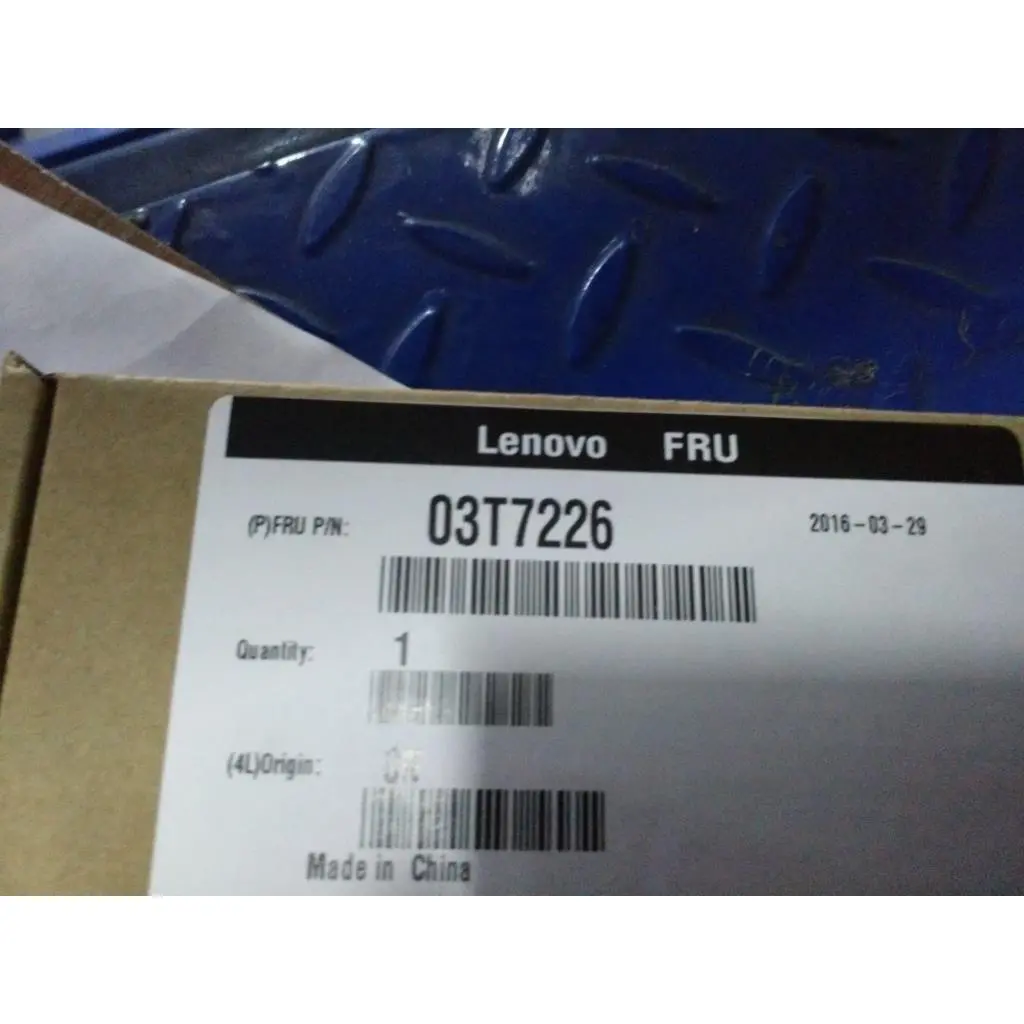 Lenovo FRU
(P)FRU P/N: 03T7226 2016-03-29
Quantity: 1
(4L)Origin:
Made in China